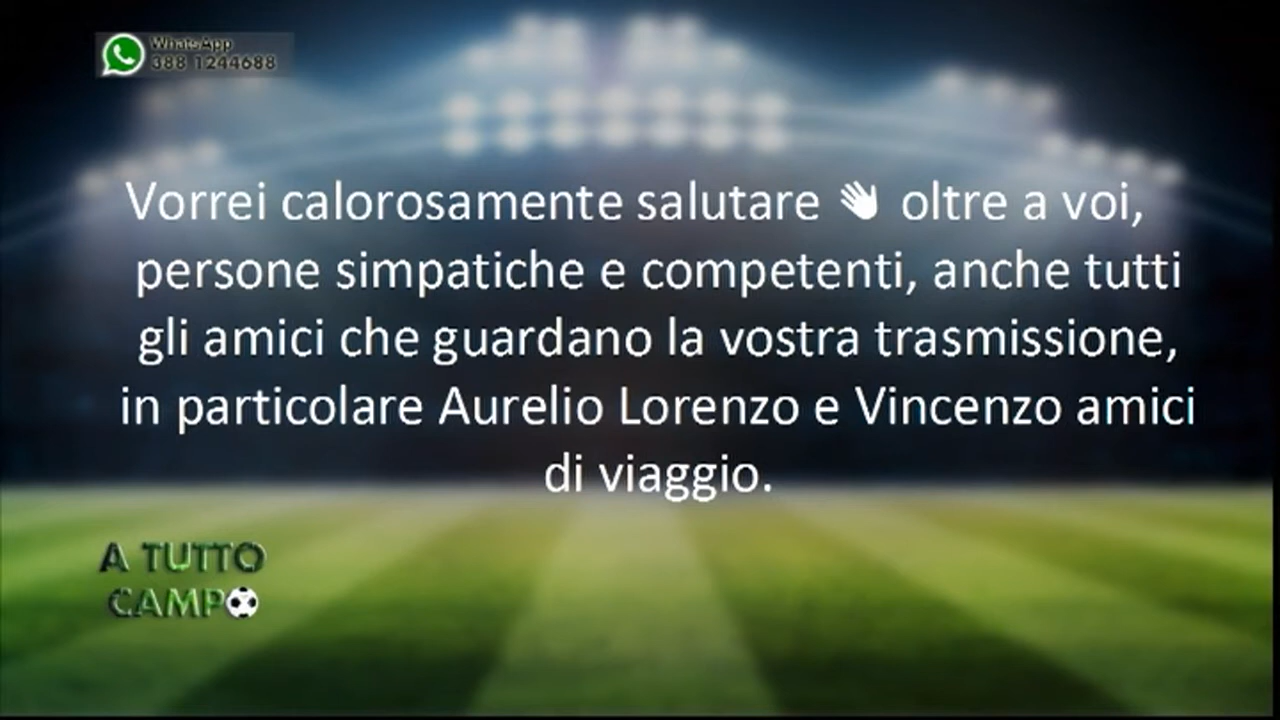 WhatsApp
388 1244688
Vorrei calorosamente salutare 👋 oltre a voi,
persone simpatiche e competenti, anche tutti
gli amici che guardano la vostra trasmissione,
in particolare Aurelio Lorenzo e Vincenzo amici
di viaggio.
A TUTTO
CAMPO